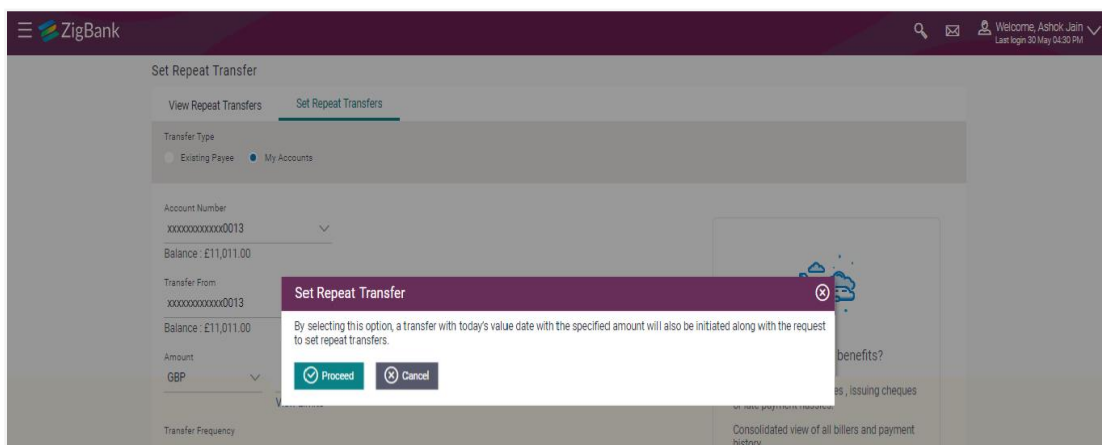 ZigBank
Welcome, Ashok Jain
Last login 30 May 04:30 PM
Set Repeat Transfer
View Repeat Transfers
Set Repeat Transfers
Transfer Type
Existing Payee
My Accounts
Account Number
xxxxxxxxxxxx0013
Balance : £11,011.00
Transfer From
xxxxxxxxxxxx0013
Balance : £11,011.00
Amount
GBP
Transfer Frequency
Set Repeat Transfer
By selecting this option, a transfer with today's value date with the specified amount will also be initiated along with the request
to set repeat transfers.
Proceed
Cancel
benefits?
, issuing cheques
Consolidated view of all billers and payment
history